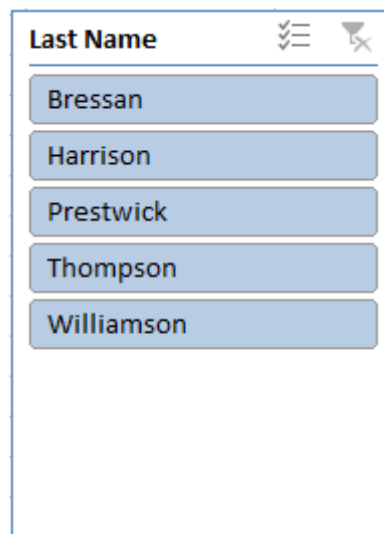 Last Name
Bressan
Harrison
Prestwick
Thompson
Williamson